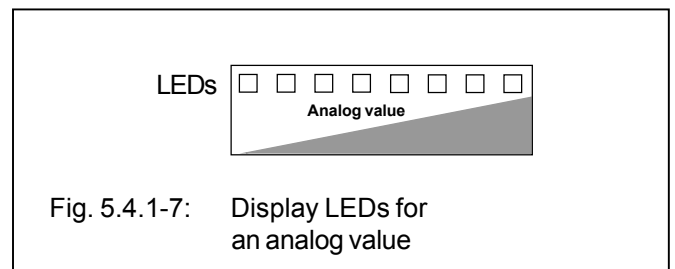 LEDs
Analog value
Fig. 5.4.1-7: Display LEDs for
an analog value